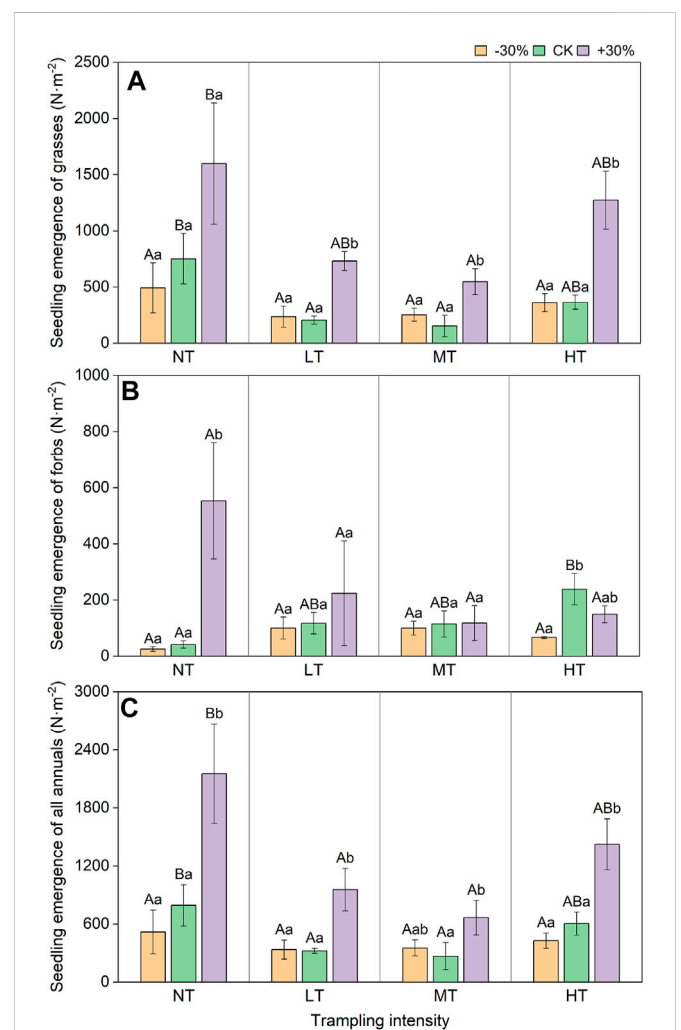 -30% CK +30%
A
Seedling emergence of grasses (N·m⁻²)
2500
2000
1500
1000
500
0
Aa Ba Ba
Aa Aa ABb
Aa Aa Ab
Aa ABa ABb
NT LT MT HT
B
Seedling emergence of forbs (N·m⁻²)
1000
800
600
400
200
0
Aa Aa Ab
Aa ABa Aa
Aa ABa Aa
Aa Bb Aab
NT LT MT HT
C
Seedling emergence of all annuals (N·m⁻²)
3000
2400
1800
1200
600
0
Aa Ba Bb
Aa Aa Ab
Aab Aa Ab
Aa ABa ABb
NT LT MT HT
Trampling intensity